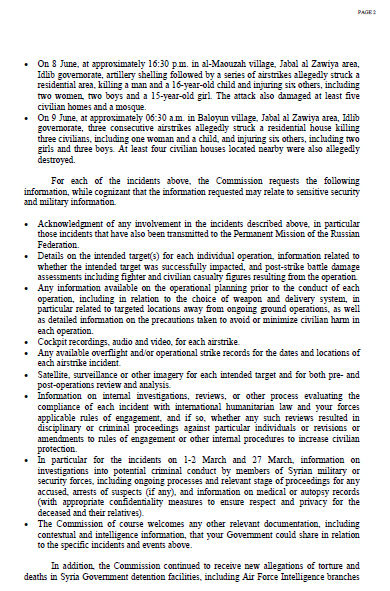 PAGE 2
• On 8 June, at approximately 16:30 p.m. in al-Maouzah village, Jabal al Zawiya area,
Idlib governorate, artillery shelling followed by a series of airstrikes allegedly struck a
residential area, killing a man and a 16-year-old child and injuring six others, including
two women, two boys and a 15-year-old girl. The attack also damaged at least five
civilian homes and a mosque.
• On 9 June, at approximately 06:30 a.m. in Baloyun village, Jabal al Zawiya area, Idlib
governorate, three consecutive airstrikes allegedly struck a residential house killing
three civilians, including one woman and a child, and injuring six others, including two
girls and three boys. At least four civilian houses located nearby were also allegedly
destroyed.
For each of the incidents above, the Commission requests the following
information, while cognizant that the information requested may relate to sensitive security
and military information.
• Acknowledgment of any involvement in the incidents described above, in particular
those incidents that have also been transmitted to the Permanent Mission of the Russian
Federation.
• Details on the intended target(s) for each individual operation, information related to
whether the intended target was successfully impacted, and post-strike battle damage
assessments including fighter and civilian casualty figures resulting from the operation.
• Any information available on the operational planning prior to the conduct of each
operation, including in relation to the choice of weapon and delivery system, in
particular related to targeted locations away from ongoing ground operations, as well
as detailed information on the precautions taken to avoid or minimize civilian harm in
each operation.
• Cockpit recordings, audio and video, for each airstrike.
• Any available overflight and/or operational strike records for the dates and locations of
each airstrike incident.
• Satellite, surveillance or other imagery for each intended target and for both pre- and
post-operations review and analysis.
• Information on internal investigations, reviews, or other process evaluating the
compliance of each incident with international humanitarian law and your forces
applicable rules of engagement, and if so, whether any such reviews resulted in
disciplinary or criminal proceedings against particular individuals or revisions or
amendments to rules of engagement or other internal procedures to increase civilian
protection.
• In particular for the incidents on 1-2 March and 27 March, information on
investigations into potential criminal conduct by members of Syrian military or
security forces, including ongoing processes and relevant stage of proceedings for any
accused, arrests of suspects (if any), and information on medical or autopsy records
(with appropriate confidentiality measures to ensure respect and privacy for the
deceased and their relatives).
• The Commission of course welcomes any other relevant documentation, including
contextual and intelligence information, that your Government could share in relation
to the specific incidents and events above.
In addition, the Commission continued to receive new allegations of torture and
deaths in Syria Government detention facilities, including Air Force Intelligence branches